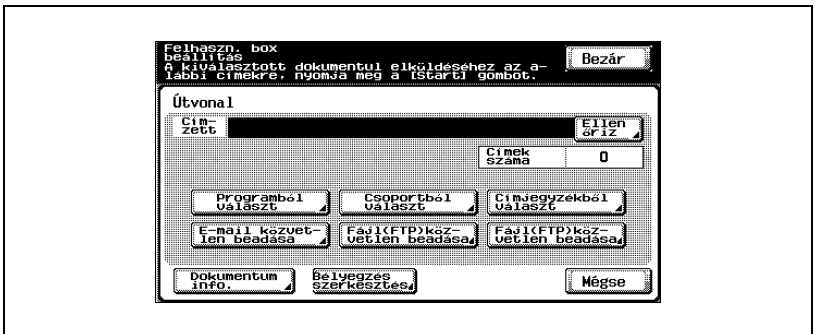 Felhaszn. box
beállítás
A kiválasztott dokumentul elküldéséhez az a-
lábbi címekre, nyomja meg a [Start] gombot.
Bezár
Útvonal
Cím-
zett
Ellen
őriz
Címek
száma
0
Programból
választ
Csoportból
választ
Címjegyzékből
választ
E-mail közvet-
len beadása
Fájl(FTP)köz-
vetlen beadása
Fájl(FTP)köz-
vetlen beadása
Dokumentum
info.
Bélyegzés
szerkesztés
Mégse